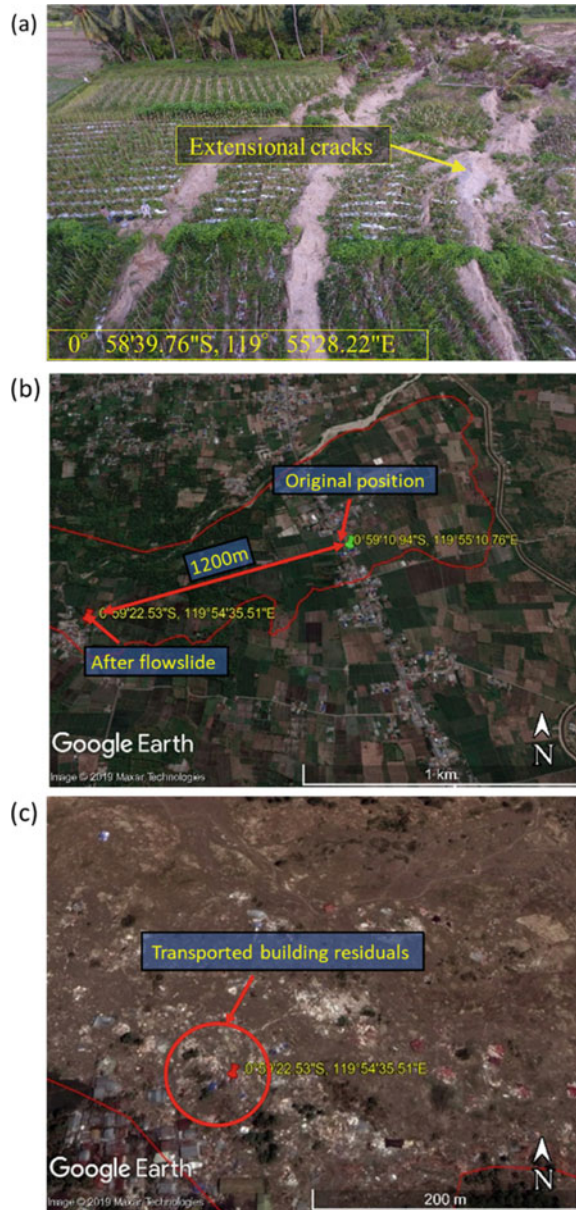 (a)
Extensional cracks
0° 58'39.76"S, 119° 55'28.22"E
(b)
Original position
0°59'10.94"S, 119°55'10.76"E
1200m
0°59'22.53"S, 119°54'35.51"E
After flowslide
Google Earth
Image © 2019 Maxar Technologies
1 km
N
(c)
Transported building residuals
0°59'22.53"S, 119°54'35.51"E
Google Earth
Image © 2019 Maxar Technologies
200 m
N